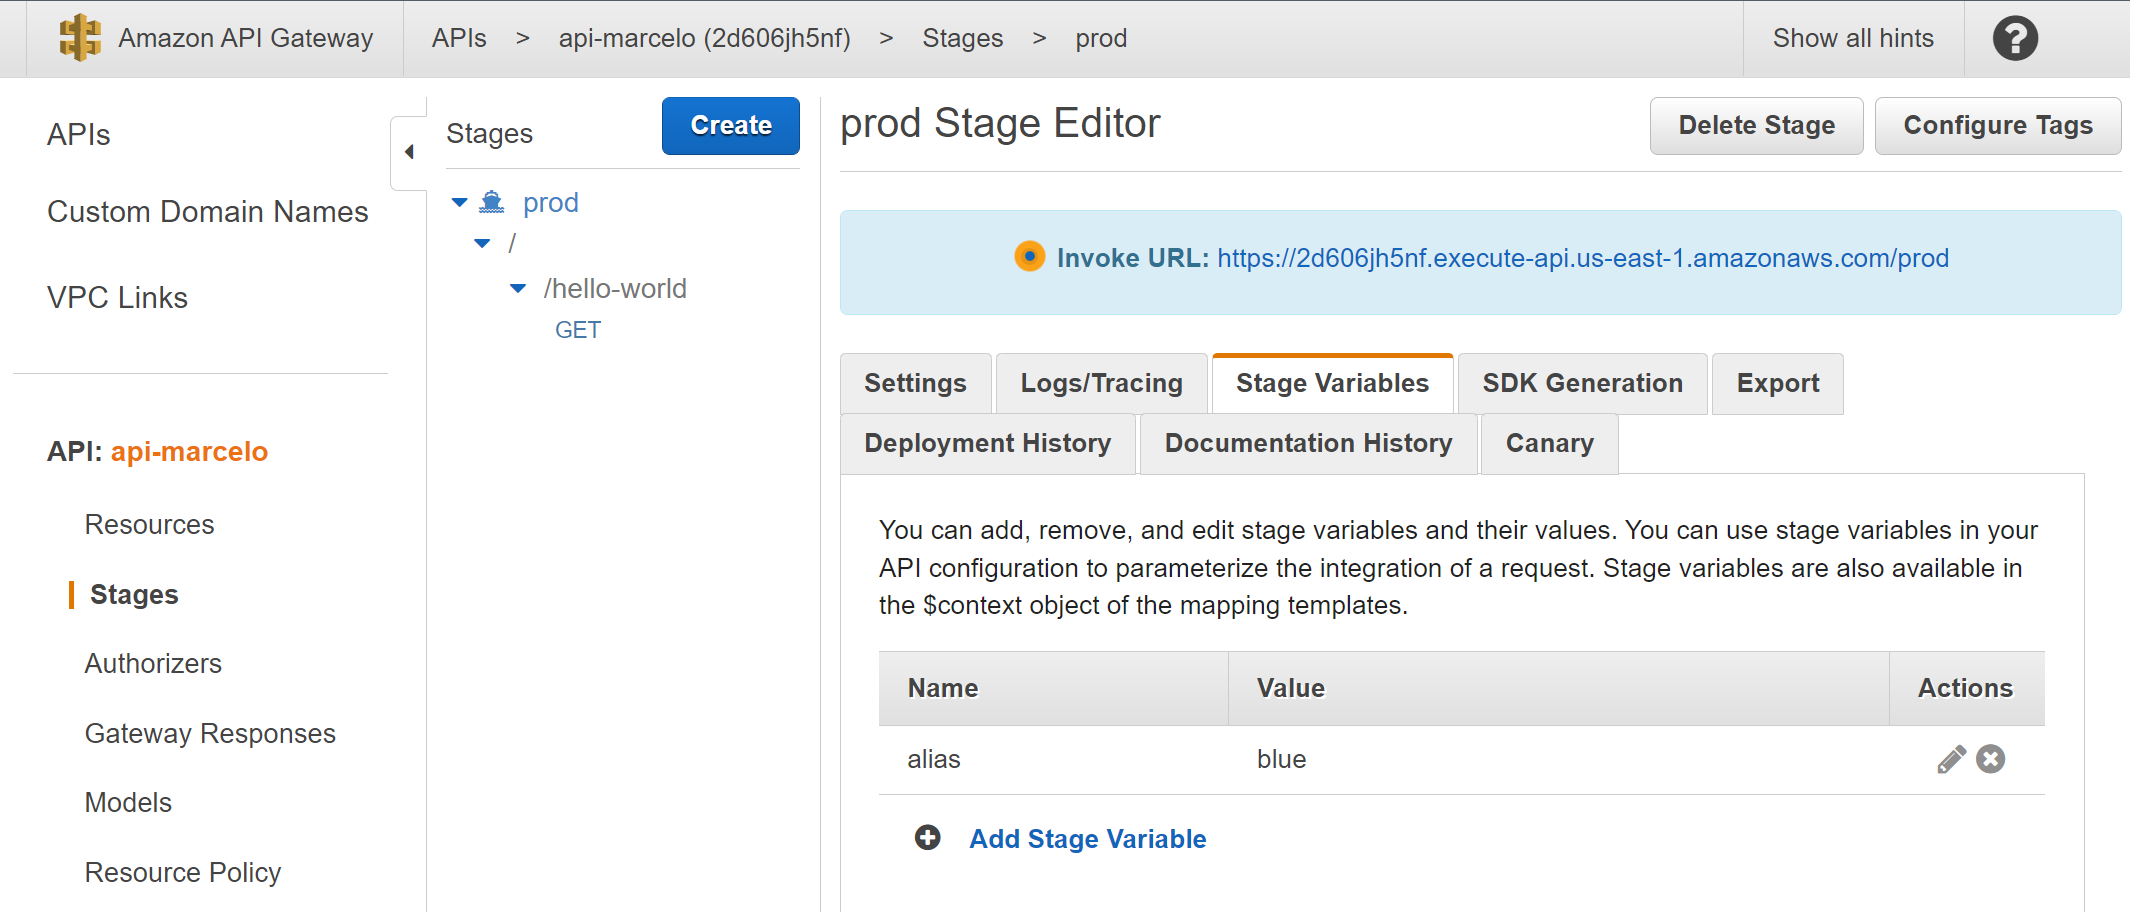 Amazon API Gateway
APIs > api-marcelo (2d606jh5nf) > Stages > prod
Show all hints
?
APIs
Custom Domain Names
VPC Links
API: api-marcelo
Resources
Stages
Authorizers
Gateway Responses
Models
Resource Policy
Stages
Create
prod
/
/hello-world
GET
prod Stage Editor
Delete Stage
Configure Tags
Invoke URL: https://2d606jh5nf.execute-api.us-east-1.amazonaws.com/prod
Settings
Logs/Tracing
Stage Variables
SDK Generation
Export
Deployment History
Documentation History
Canary
You can add, remove, and edit stage variables and their values. You can use stage variables in your
API configuration to parameterize the integration of a request. Stage variables are also available in
the $context object of the mapping templates.
Name Value Actions
alias blue
Add Stage Variable